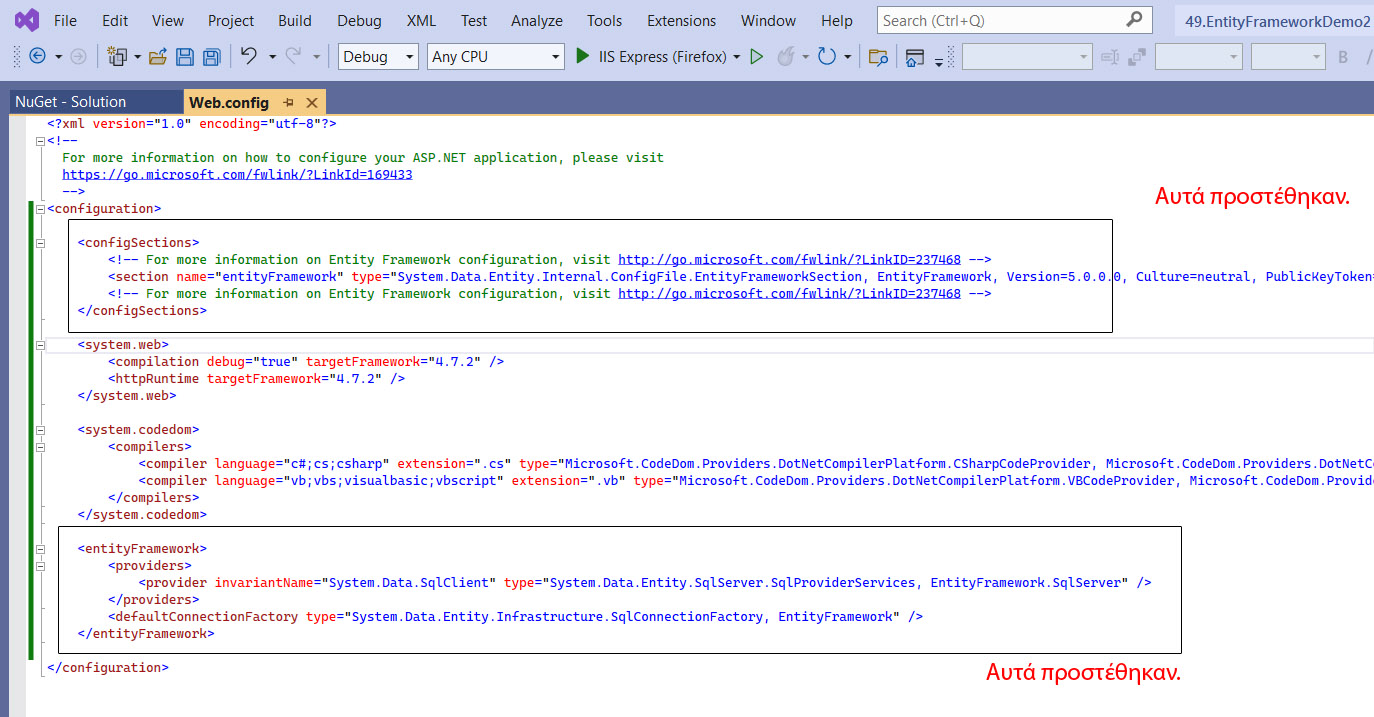 File Edit View Project Build Debug XML Test Analyze Tools Extensions Window Help Search (Ctrl+Q) 49.EntityFrameworkDemo2
Debug Any CPU IIS Express (Firefox) B
NuGet - Solution Web.config
<?xml version="1.0" encoding="utf-8"?>
<!--
For more information on how to configure your ASP.NET application, please visit
https://go.microsoft.com/fwlink/?LinkId=169433
-->
Αυτά προστέθηκαν.
<configuration>
<configSections>
<!-- For more information on Entity Framework configuration, visit http://go.microsoft.com/fwlink/?LinkID=237468 -->
<section name="entityFramework" type="System.Data.Entity.Internal.ConfigFile.EntityFrameworkSection, EntityFramework, Version=5.0.0.0, Culture=neutral, PublicKeyToken=
<!-- For more information on Entity Framework configuration, visit http://go.microsoft.com/fwlink/?LinkID=237468 -->
</configSections>
<system.web>
<compilation debug="true" targetFramework="4.7.2" />
<httpRuntime targetFramework="4.7.2" />
</system.web>
<system.codedom>
<compilers>
<compiler language="c#;cs;csharp" extension=".cs" type="Microsoft.CodeDom.Providers.DotNetCompilerPlatform.CSharpCodeProvider, Microsoft.CodeDom.Providers.DotNetC
<compiler language="vb;vbs;visualbasic;vbscript" extension=".vb" type="Microsoft.CodeDom.Providers.DotNetCompilerPlatform.VBCodeProvider, Microsoft.CodeDom.Provid
</compilers>
</system.codedom>
<entityFramework>
<providers>
<provider invariantName="System.Data.SqlClient" type="System.Data.Entity.SqlServer.SqlProviderServices, EntityFramework.SqlServer" />
</providers>
<defaultConnectionFactory type="System.Data.Entity.Infrastructure.SqlConnectionFactory, EntityFramework" />
</entityFramework>
</configuration>
Αυτά προστέθηκαν.